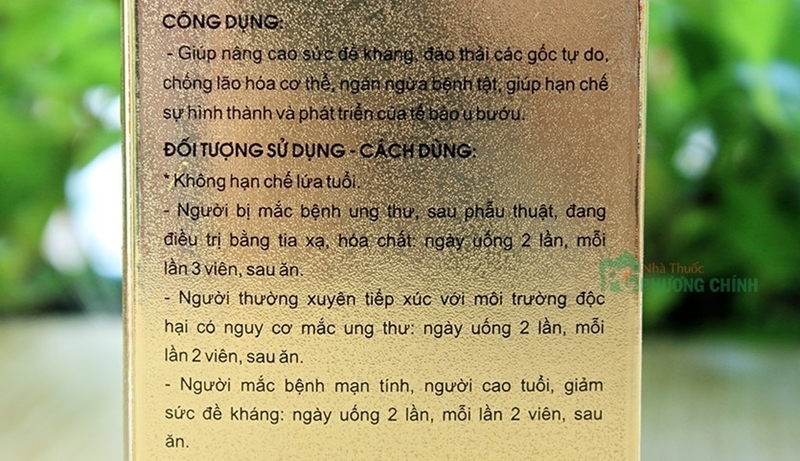 CÔNG DỤNG:
- Giúp nâng cao sức đề kháng, đào thải các gốc tự do,
chống lão hóa cơ thể, ngăn ngừa bệnh tật, giúp hạn chế
sự hình thành và phát triển của tế bào u bướu.
ĐỐI TƯỢNG SỬ DỤNG - CÁCH DÙNG:
* Không hạn chế lứa tuổi.
- Người bị mắc bệnh ung thư, sau phẫu thuật, đang
điều trị bằng tia xạ, hóa chất: ngày uống 2 lần, mỗi
lần 3 viên, sau ăn.
- Người thường xuyên tiếp xúc với môi trường độc
hại có nguy cơ mắc ung thư: ngày uống 2 lần, mỗi
lần 2 viên, sau ăn.
- Người mắc bệnh mạn tính, người cao tuổi, giảm
sức đề kháng: ngày uống 2 lần, mỗi lần 2 viên, sau
ăn.
Nhà Thuốc
PHƯƠNG CHÍNH